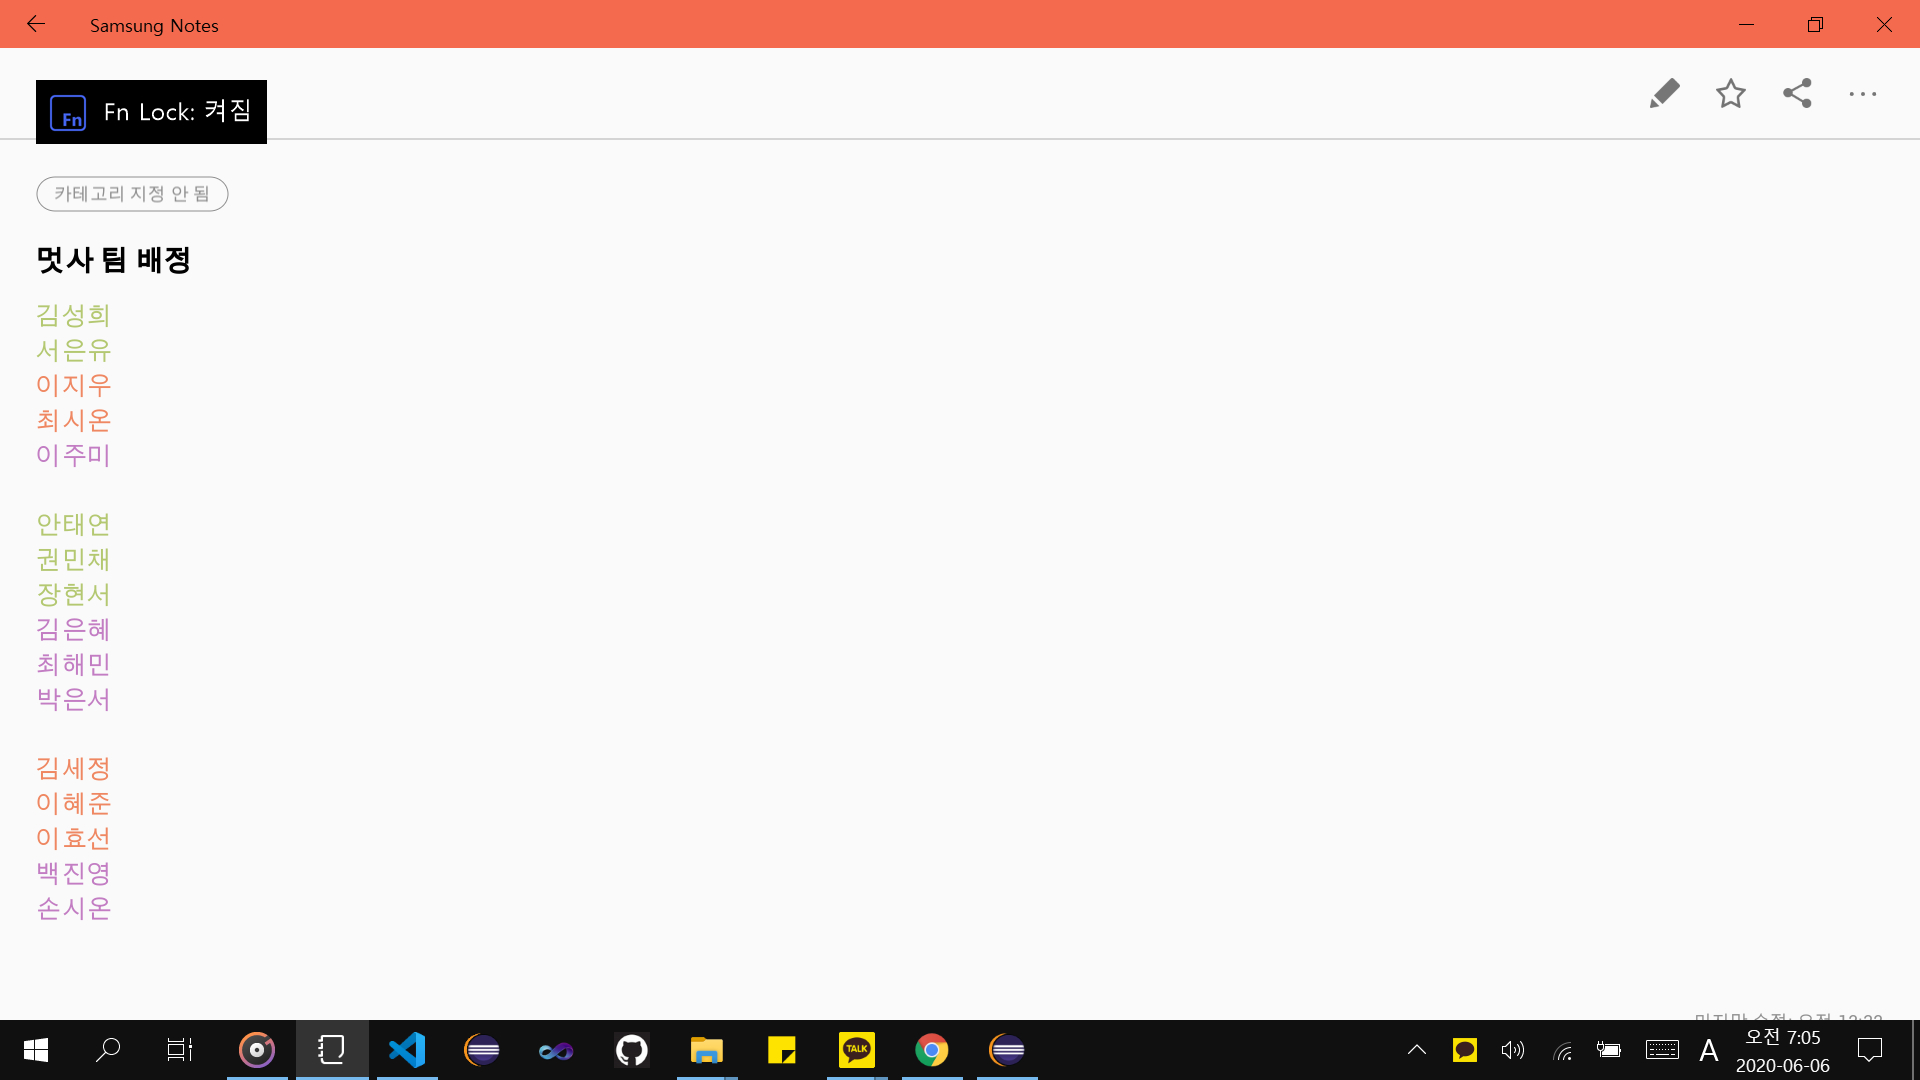 Samsung Notes
Fn Fn Lock: 켜짐
카테고리 지정 안 됨
멋사 팀 배정
김성희
서은유
이지우
최시온
이주미
안태연
권민채
장현서
김은혜
최해민
박은서
김세정
이혜준
이효선
백진영
손시온
TALK
A
오전 7:05
2020-06-06